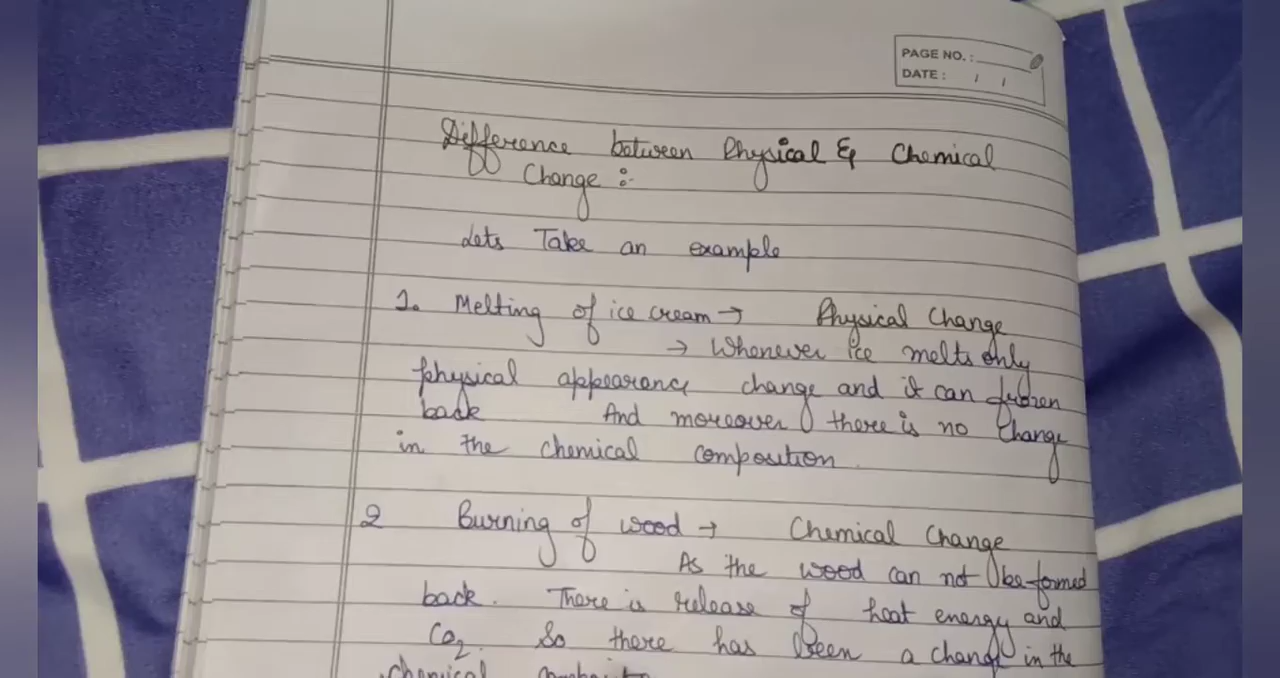 PAGE NO. :
DATE : / /
Difference between Physical & Chemical
Change :-
Lets Take an example
1. Melting of ice cream → Physical Change
→ Whenever ice melts only
physical appearance change and it can frozen
back And moreover there is no change
in the chemical composition.
2 Burning of wood → Chemical Change
As the wood can not be formed
back. There is release of heat energy and
CO2. So there has been a change in the
chemical